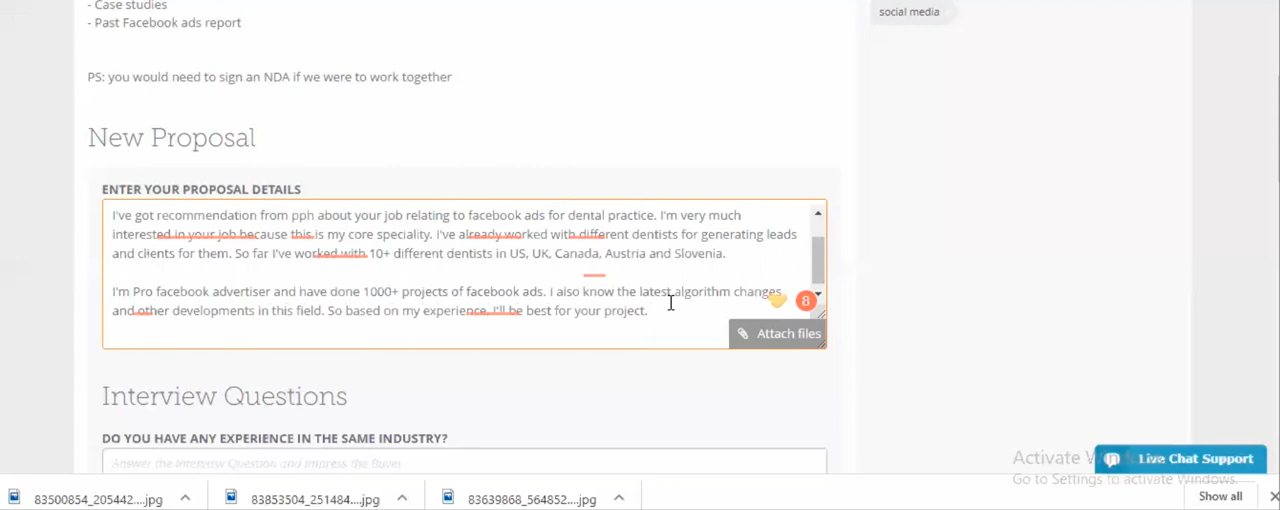 - Case studies
- Past Facebook ads report
social media
PS: you would need to sign an NDA if we were to work together
New Proposal
ENTER YOUR PROPOSAL DETAILS
I've got recommendation from pph about your job relating to facebook ads for dental practice. I'm very much
interested in your job because this is my core speciality. I've already worked with different dentists for generating leads
and clients for them. So far I've worked with 10+ different dentists in US, UK, Canada, Austria and Slovenia.
I'm Pro facebook advertiser and have done 1000+ projects of facebook ads. I also know the latest algorithm changes
and other developments in this field. So based on my experience, I'll be best for your project.
8
Attach files
Interview Questions
DO YOU HAVE ANY EXPERIENCE IN THE SAME INDUSTRY?
Answer the Interview Question and Impress the Buyer
Activate
Live Chat Support
Go to Settings to activate Windows.
83500854_205442....jpg
83853504_251484....jpg
83639868_564852....jpg
Show all